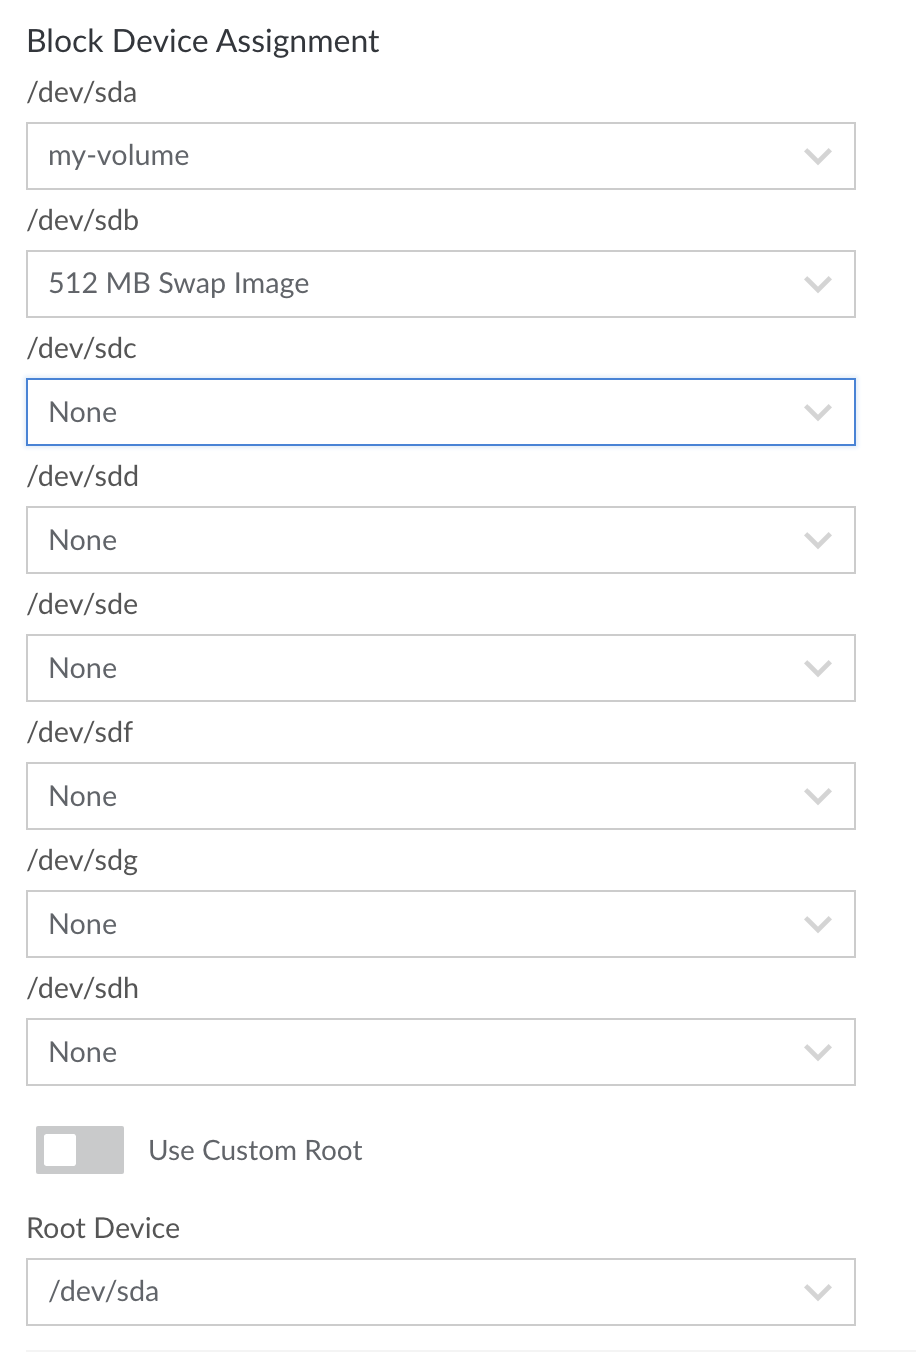 Block Device Assignment
/dev/sda
my-volume
/dev/sdb
512 MB Swap Image
/dev/sdc
None
/dev/sdd
None
/dev/sde
None
/dev/sdf
None
/dev/sdg
None
/dev/sdh
None
Use Custom Root
Root Device
/dev/sda